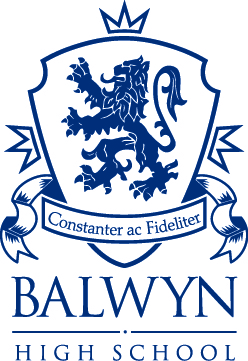 Constanter ac Fideliter
BALWYN
HIGH SCHOOL